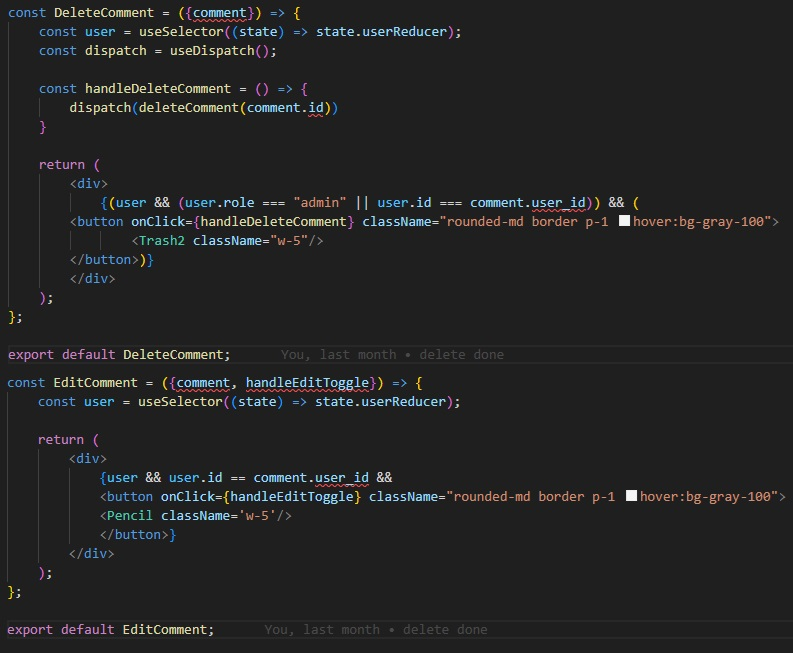 const DeleteComment = ({comment}) => {
    const user = useSelector((state) => state.userReducer);
    const dispatch = useDispatch();

    const handleDeleteComment = () => {
        dispatch(deleteComment(comment.id))
    }

    return (
        <div>
            {(user && (user.role === "admin" || user.id === comment.user_id)) && (
        <button onClick={handleDeleteComment} className="rounded-md border p-1 hover:bg-gray-100">
                <Trash2 className="w-5"/>
        </button>)}
        </div>
    );
};

export default DeleteComment;      You, last month • delete done
const EditComment = ({comment, handleEditToggle}) => {
    const user = useSelector((state) => state.userReducer);

    return (
        <div>
            {user && user.id == comment.user_id &&
            <button onClick={handleEditToggle} className="rounded-md border p-1 hover:bg-gray-100">
            <Pencil className='w-5'/>
            </button>}
        </div>
    );
};

export default EditComment;      You, last month • delete done